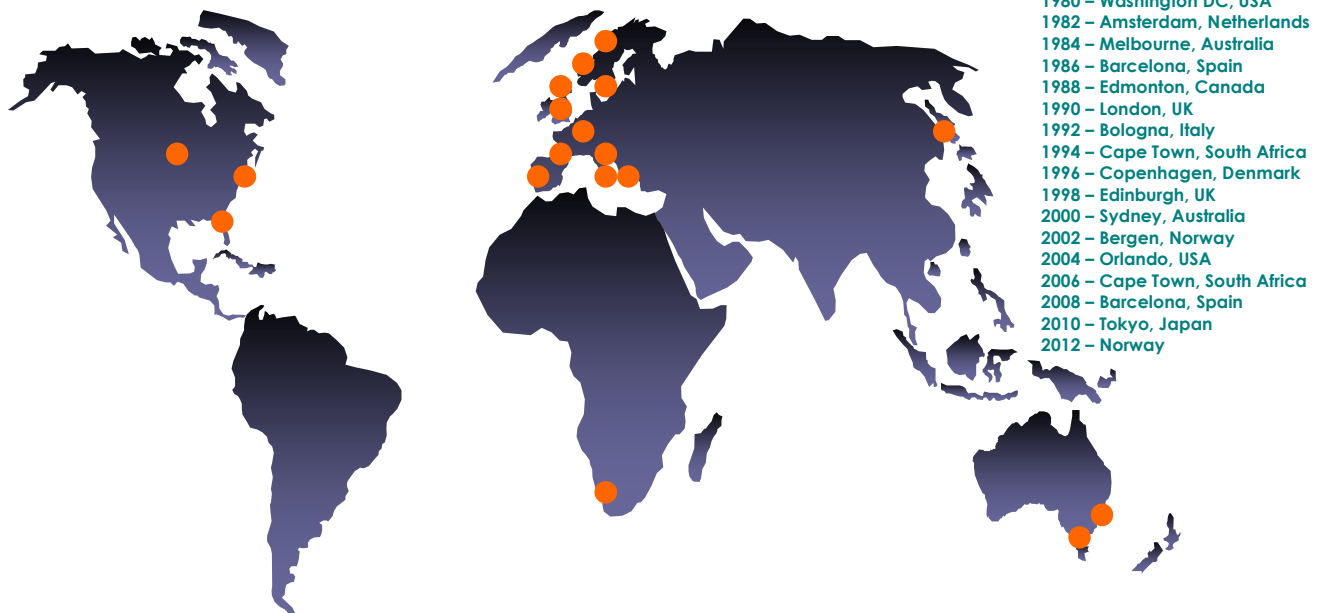 1980 – Washington DC, USA
1982 – Amsterdam, Netherlands
1984 – Melbourne, Australia
1986 – Barcelona, Spain
1988 – Edmonton, Canada
1990 – London, UK
1992 – Bologna, Italy
1994 – Cape Town, South Africa
1996 – Copenhagen, Denmark
1998 – Edinburgh, UK
2000 – Sydney, Australia
2002 – Bergen, Norway
2004 – Orlando, USA
2006 – Cape Town, South Africa
2008 – Barcelona, Spain
2010 – Tokyo, Japan
2012 – Norway